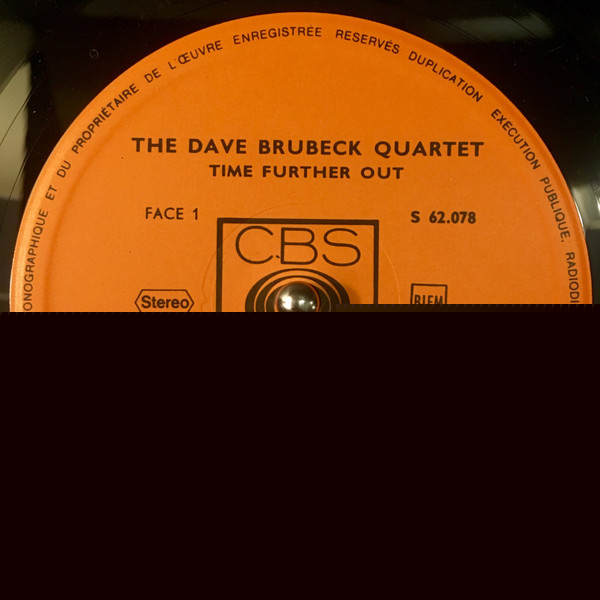 ONOGRAPHIQUE ET DU PROPRIÉTAIRE DE L'ŒUVRE ENREGISTRÉE RESERVÉS DUPLICATION EXÉCUTION PUBLIQUE, RADIODI
THE DAVE BRUBECK QUARTET
TIME FURTHER OUT
FACE 1
S 62.078
CBS
Stereo
BIEM